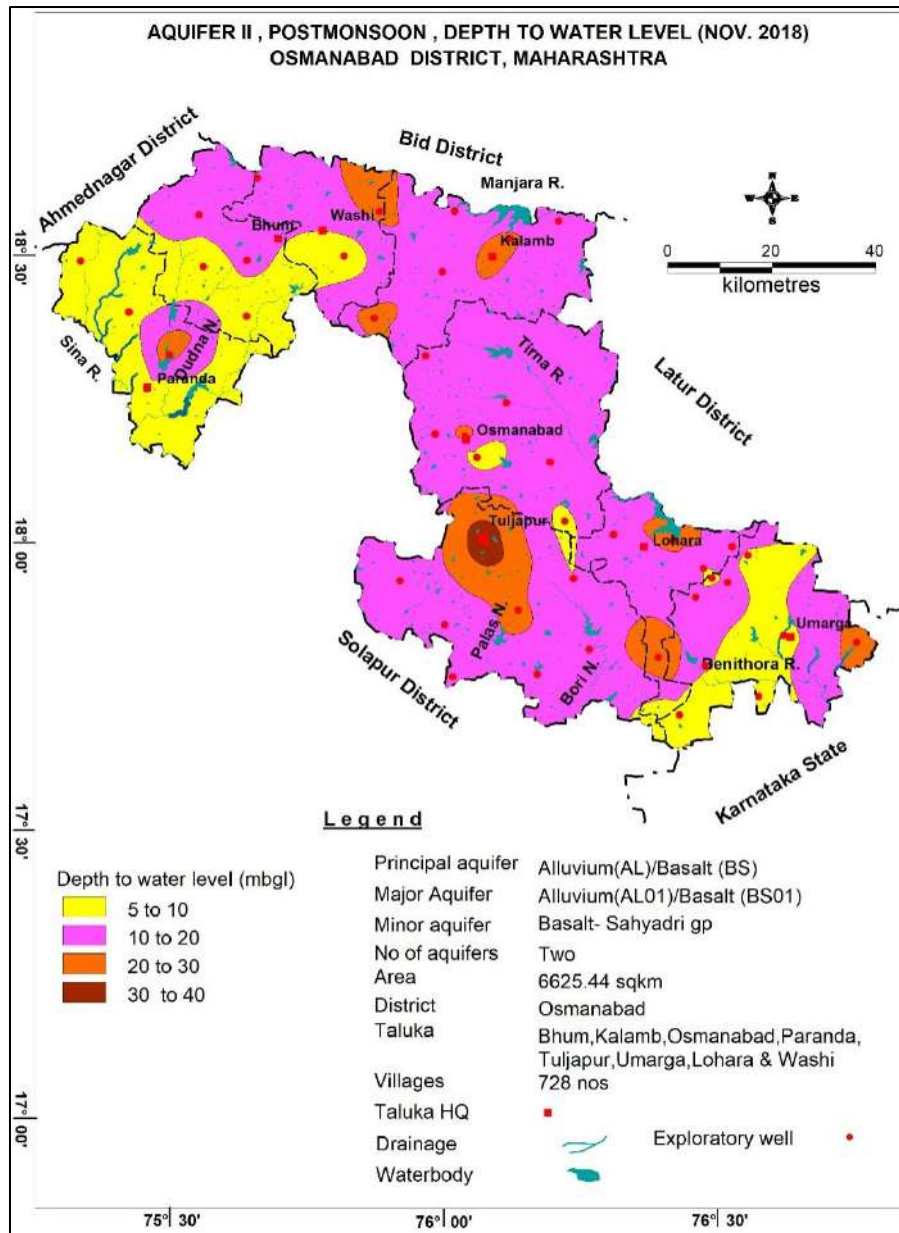 AQUIFER II , POSTMONSOON , DEPTH TO WATER LEVEL (NOV. 2018)
OSMANABAD DISTRICT, MAHARASHTRA
Ahmednagar District
Bid District
Manjara R.
N
W E
S
Washi
Bhum
Kalamb
18° 30'
0 20 40
kilometres
Sina R.
Dudna N.
Paranda
Tirna R.
Latur District
Osmanabad
18° 00'
Tuljapur
Lohara
Palas N.
Umarga
Solapur District
Bori N.
Benithora R.
Karnataka State
17° 30'
Legend
Depth to water level (mbgl)
5 to 10
10 to 20
20 to 30
30 to 40
Principal aquifer Alluvium(AL)/Basalt (BS)
Major Aquifer Alluvium(AL01)/Basalt (BS01)
Minor aquifer Basalt- Sahyadri gp
No of aquifers Two
Area 6625.44 sqkm
District Osmanabad
Taluka Bhum,Kalamb,Osmanabad,Paranda,
Tuljapur,Umarga,Lohara & Washi
Villages 728 nos
Taluka HQ
Drainage Exploratory well
Waterbody
17° 00'
75° 30' 76° 00' 76° 30'